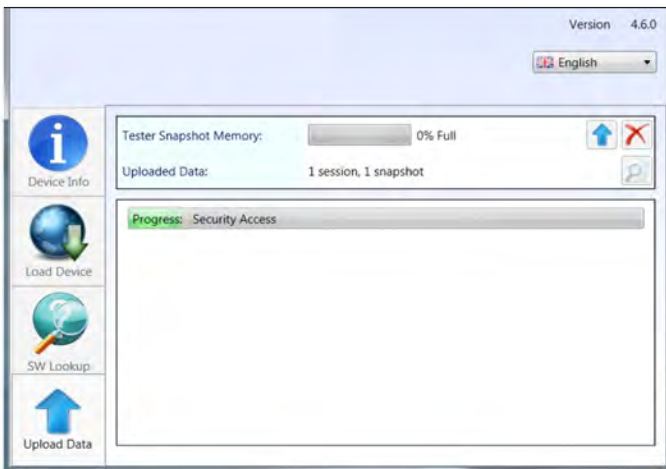 Version 4.6.0
English
Device Info
Load Device
SW Lookup
Upload Data
Tester Snapshot Memory: 0% Full
Uploaded Data: 1 session, 1 snapshot
Progress: Security Access